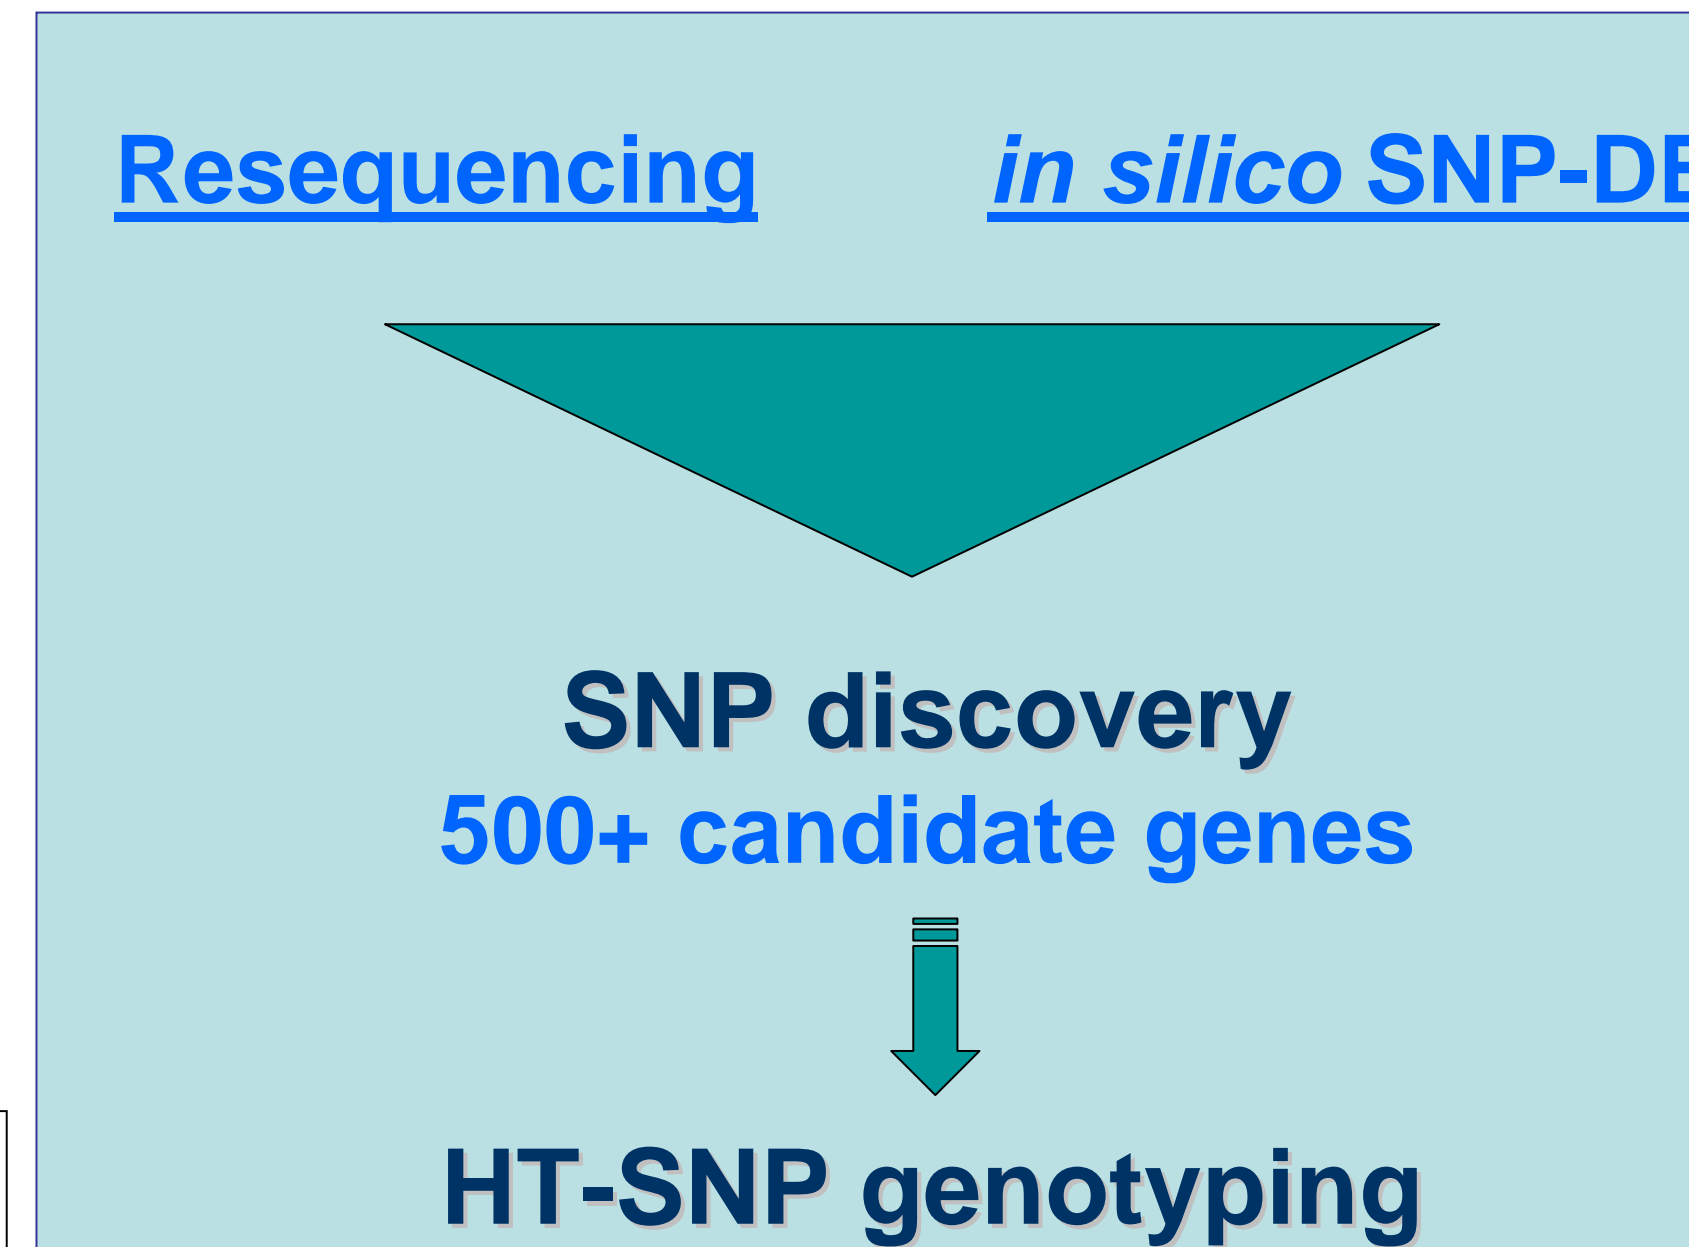 Resequencing in silico SNP-DB
SNP discovery
500+ candidate genes
HT-SNP genotyping